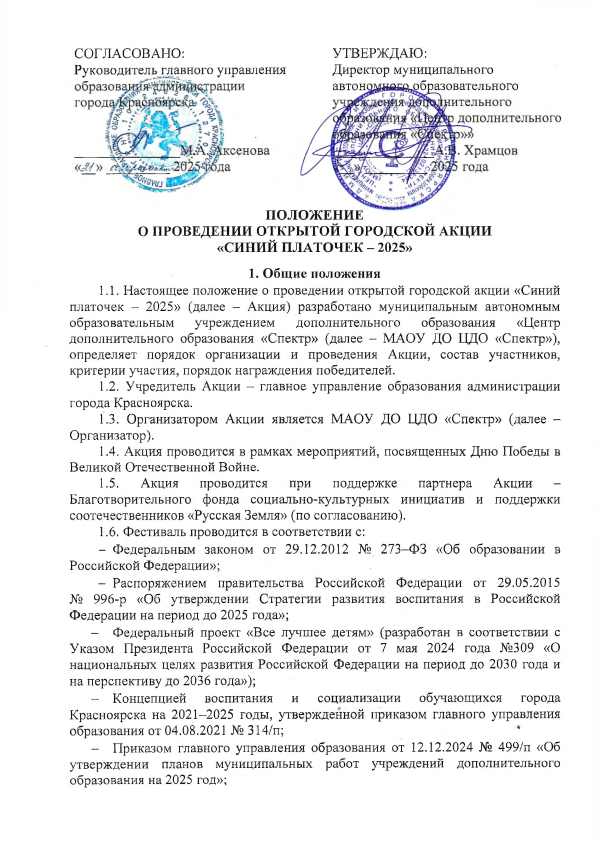 СОГЛАСОВАНО:
Руководитель главного управления
образования администрации
города Красноярска
М.А. Аксенова
«21» 2025 года
УТВЕРЖДАЮ:
Директор муниципального
автономного образовательного
учреждения дополнительного
образования «Центр дополнительного
образования «Спектр»»
А.В. Храмцов
2025 года
ПОЛОЖЕНИЕ
О ПРОВЕДЕНИИ ОТКРЫТОЙ ГОРОДСКОЙ АКЦИИ
«СИНИЙ ПЛАТОЧЕК – 2025»
1. Общие положения
1.1. Настоящее положение о проведении открытой городской акции «Синий
платочек – 2025» (далее – Акция) разработано муниципальным автономным
образовательным учреждением дополнительного образования «Центр
дополнительного образования «Спектр» (далее – МАОУ ДО ЦДО «Спектр»),
определяет порядок организации и проведения Акции, состав участников,
критерии участия, порядок награждения победителей.
1.2. Учредитель Акции – главное управление образования администрации
города Красноярска.
1.3. Организатором Акции является МАОУ ДО ЦДО «Спектр» (далее –
Организатор).
1.4. Акция проводится в рамках мероприятий, посвященных Дню Победы в
Великой Отечественной Войне.
1.5. Акция проводится при поддержке партнера Акции –
Благотворительного фонда социально-культурных инициатив и поддержки
соотечественников «Русская Земля» (по согласованию).
1.6. Фестиваль проводится в соответствии с:
– Федеральным законом от 29.12.2012 № 273–ФЗ «Об образовании в
Российской Федерации»;
– Распоряжением правительства Российской Федерации от 29.05.2015
№ 996-р «Об утверждении Стратегии развития воспитания в Российской
Федерации на период до 2025 года»;
– Федеральный проект «Все лучшее детям» (разработан в соответствии с
Указом Президента Российской Федерации от 7 мая 2024 года №309 «О
национальных целях развития Российской Федерации на период до 2030 года и
на перспективу до 2036 года»);
– Концепцией воспитания и социализации обучающихся города
Красноярска на 2021–2025 годы, утвержденной приказом главного управления
образования от 04.08.2021 № 314/п;
– Приказом главного управления образования от 12.12.2024 № 499/п «Об
утверждении планов муниципальных работ учреждений дополнительного
образования на 2025 год»;